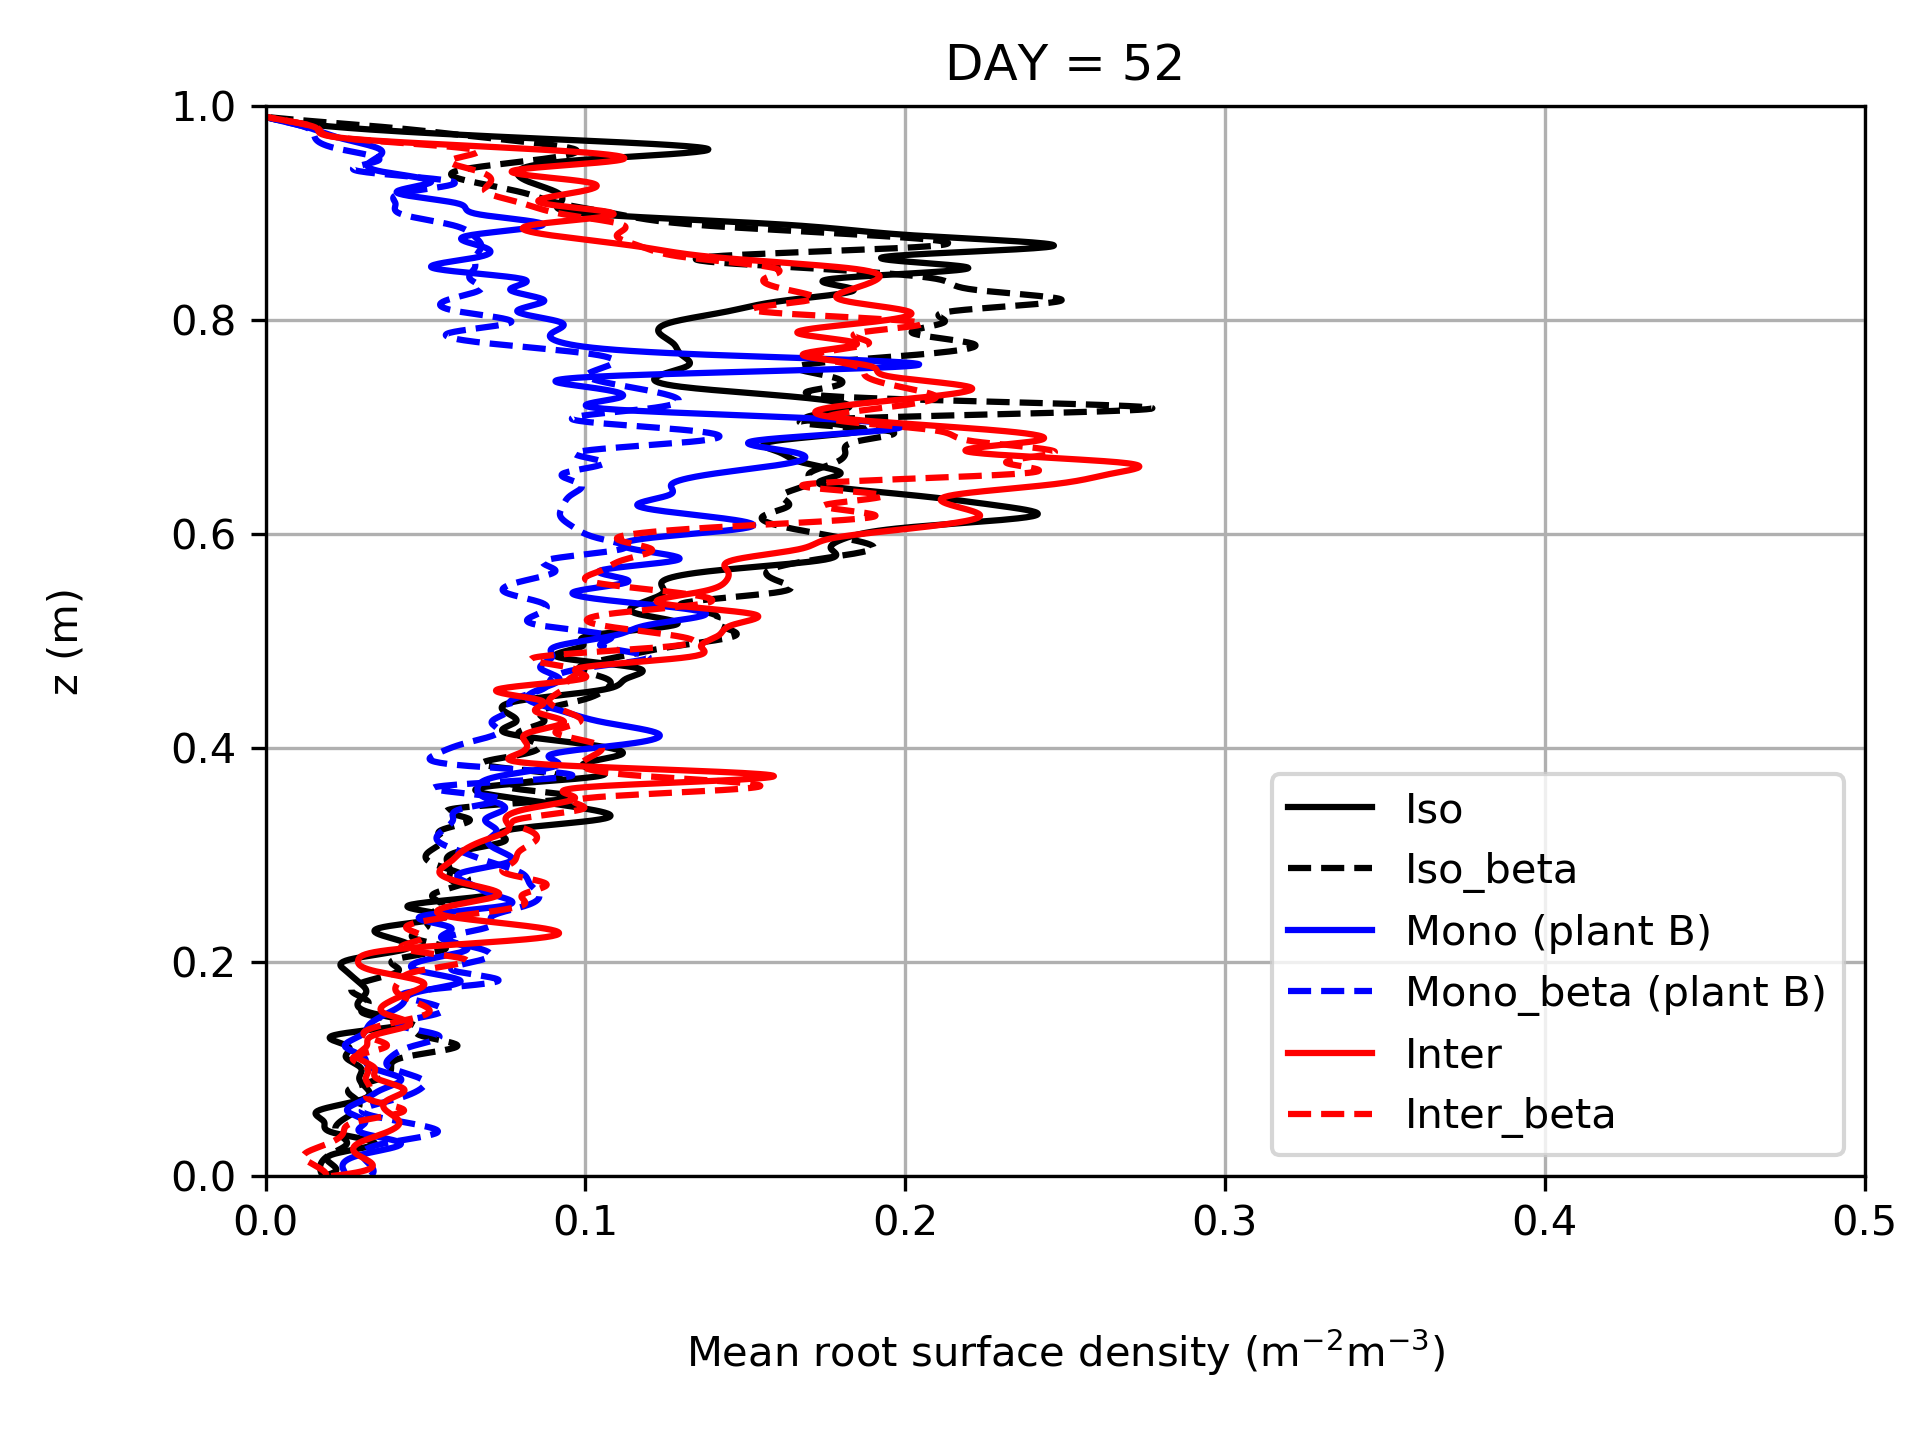 DAY = 52
1.0
0.8
0.6
0.4
0.2
0.0
z (m)
0.0 0.1 0.2 0.3 0.4 0.5
Mean root surface density (m⁻²m⁻³)
Iso
Iso_beta
Mono (plant B)
Mono_beta (plant B)
Inter
Inter_beta